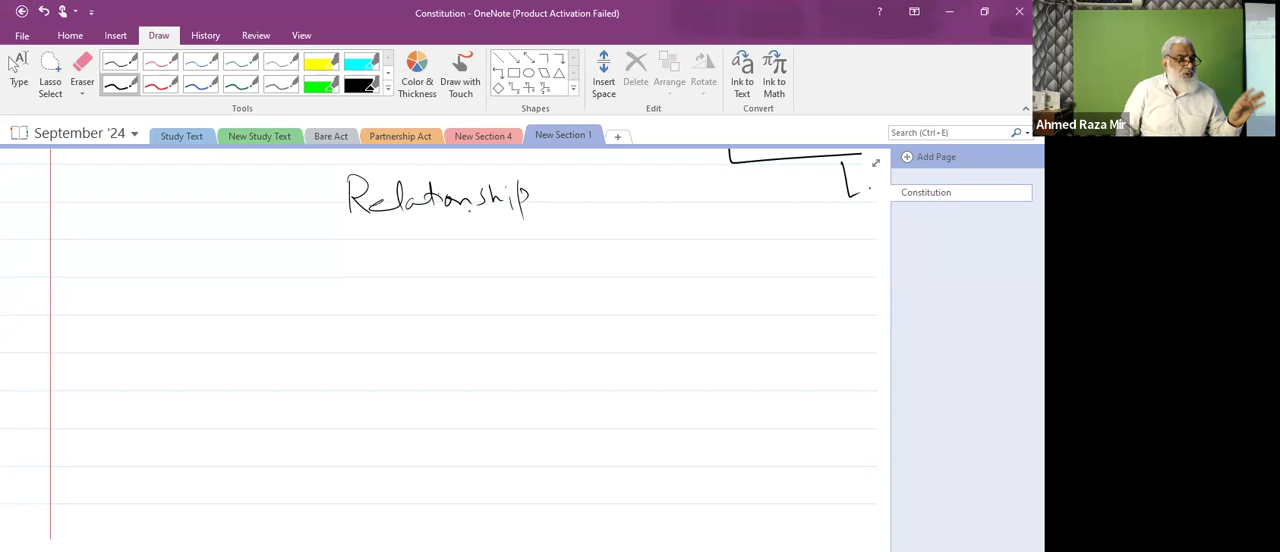 Constitution - OneNote (Product Activation Failed)
?
File Home Insert Draw History Review View
Type
Lasso Select
Eraser
Color & Thickness
Draw with Touch
Insert Space
Delete
Arrange
Rotate
Ink to Text
Ink to Math
Tools
Shapes
Edit
Convert
September '24
Study Text
New Study Text
Bare Act
Partnership Act
New Section 4
New Section 1
Search (Ctrl+E)
Add Page
Constitution
Relationship
Ahmed Raza Mir